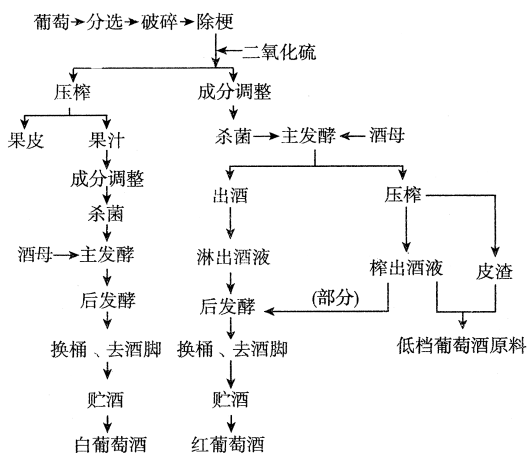 葡萄→分选→破碎→除梗
二氧化硫
压榨 成分调整
果皮 果汁 杀菌→主发酵←酒母
成分调整 出酒 压榨
杀菌
酒母→主发酵 淋出酒液 榨出酒液 皮渣
后发酵 后发酵 (部分)
换桶、去酒脚 换桶、去酒脚 低档葡萄酒原料
贮酒 贮酒
白葡萄酒 红葡萄酒